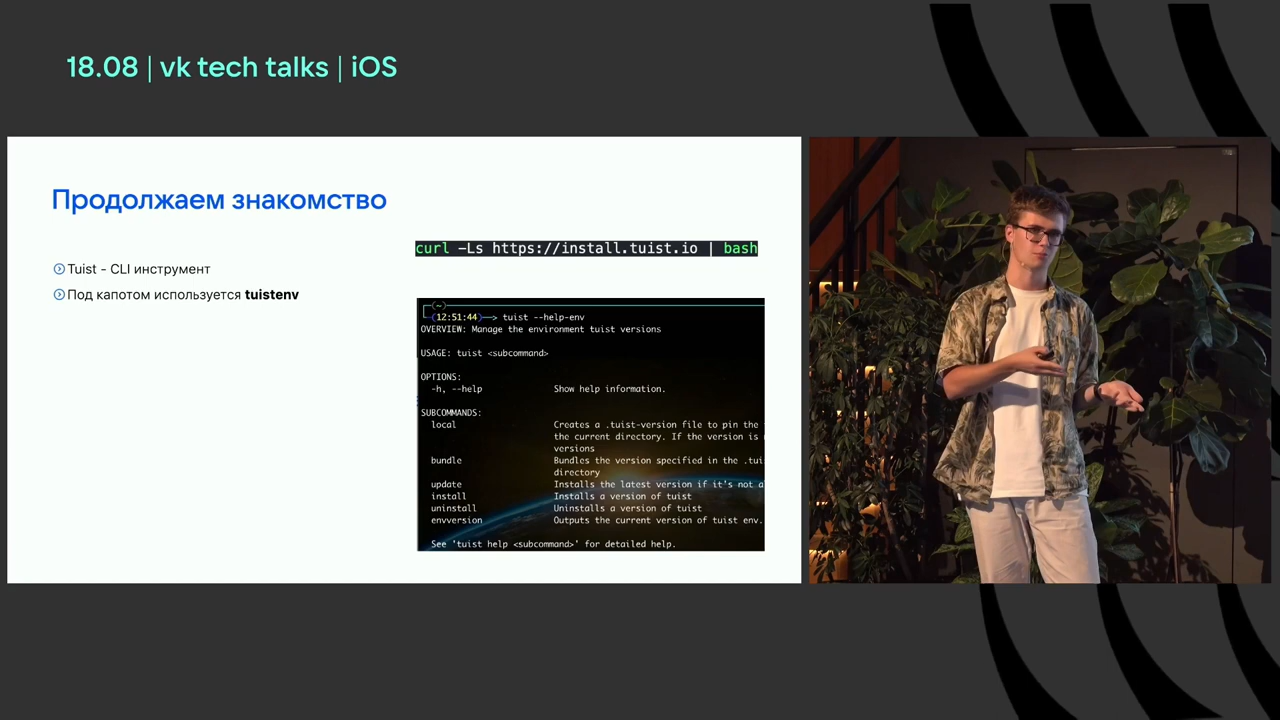 18.08 | vk tech talks | iOS
Продолжаем знакомство
Tuist - CLI инструмент
Под капотом используется tuistenv
curl -Ls https://install.tuist.io | bash
(~)
(12:51:44)──> tuist --help-env
OVERVIEW: Manage the environment tuist versions
USAGE: tuist <subcommand>
OPTIONS:
-h, --help Show help information.
SUBCOMMANDS:
local Creates a .tuist-version file to pin the
the current directory. If the version is
versions
bundle Bundles the version specified in the .tui
directory
update Installs the latest version if it's not a
install Installs a version of tuist
uninstall Uninstalls a version of tuist
envversion Outputs the current version of tuist env.
See 'tuist help <subcommand>' for detailed help.